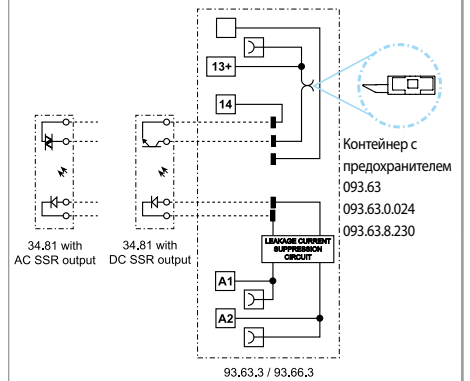 13+
14
Контейнер с
предохранителем
093.63
093.63.0.024
093.63.8.230
34.81 with
AC SSR output
34.81 with
DC SSR output
LEAKAGE CURRENT
SUPPRESSION
CIRCUIT
A1
A2
93.63.3 / 93.66.3